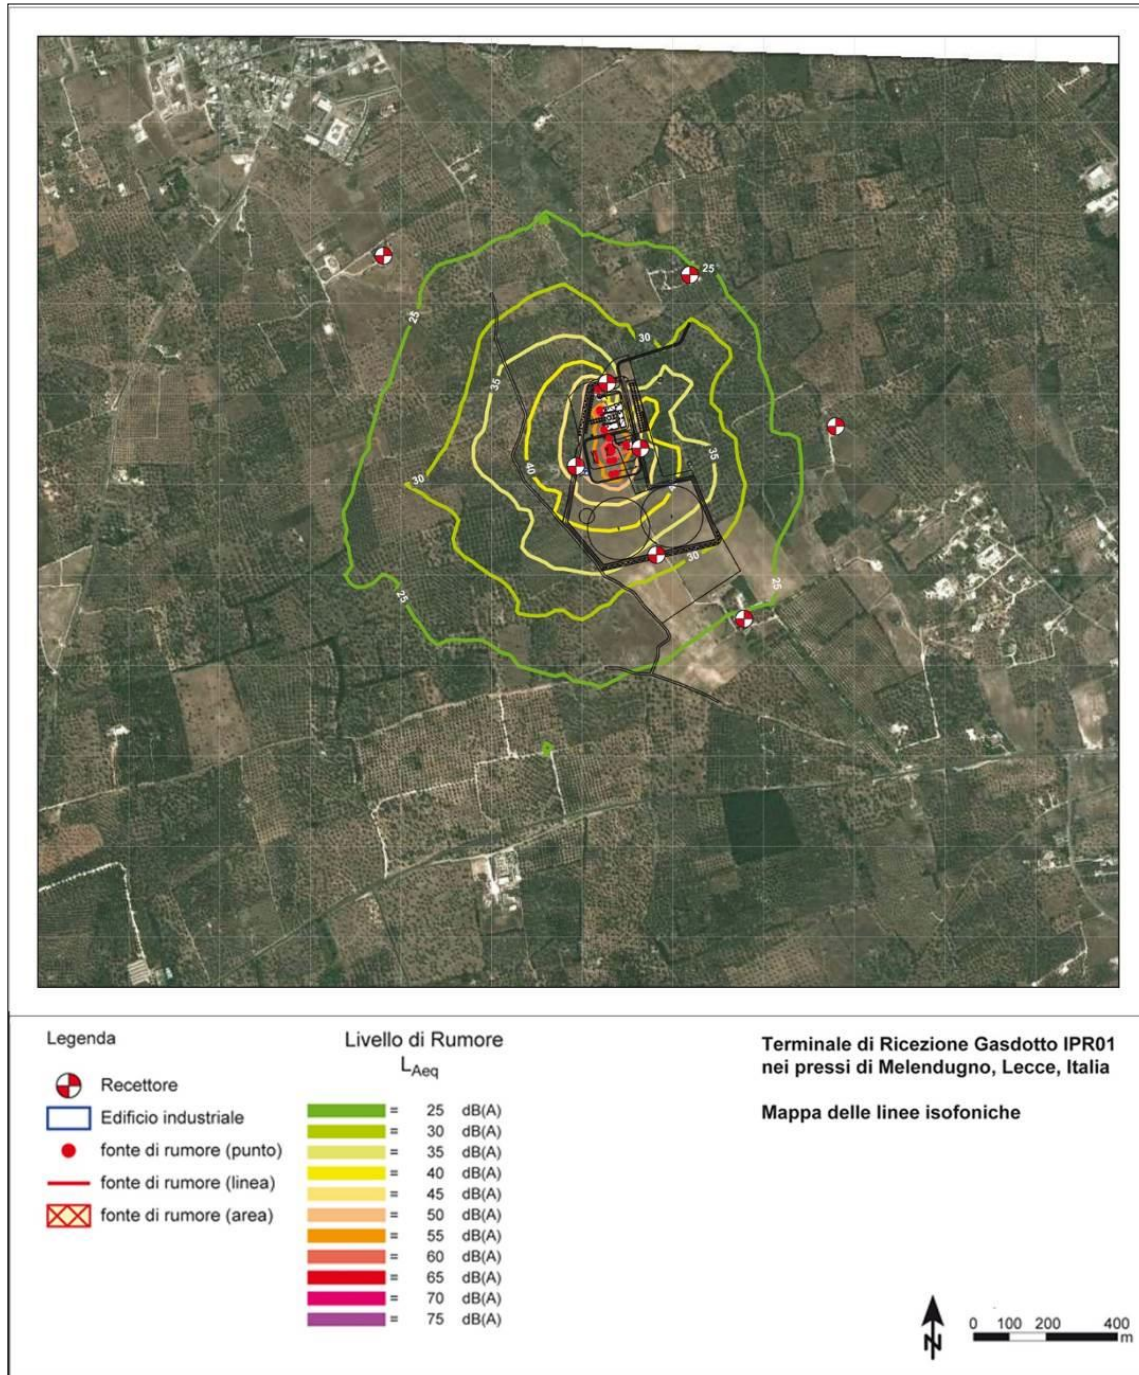 25
25
30
35
30
40
35
30
25
25
Legenda
Recettore
Edificio industriale
fonte di rumore (punto)
fonte di rumore (linea)
fonte di rumore (area)
Livello di Rumore
LAeq
= 25 dB(A)
= 30 dB(A)
= 35 dB(A)
= 40 dB(A)
= 45 dB(A)
= 50 dB(A)
= 55 dB(A)
= 60 dB(A)
= 65 dB(A)
= 70 dB(A)
= 75 dB(A)
Terminale di Ricezione Gasdotto IPR01
nei pressi di Melendugno, Lecce, Italia
Mappa delle linee isofoniche
N
0 100 200 400
m